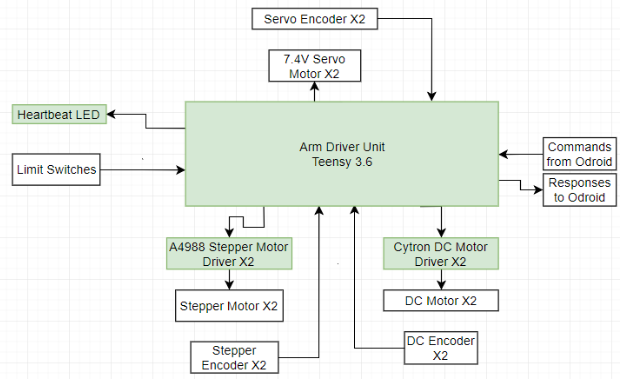 Servo Encoder X2
7.4V Servo
Motor X2
Heartbeat LED
Arm Driver Unit
Teensy 3.6
Commands
from Odroid
Limit Switches
Responses
to Odroid
A4988 Stepper Motor
Driver X2
Cytron DC Motor
Driver X2
Stepper Motor X2
DC Motor X2
Stepper
Encoder X2
DC Encoder
X2